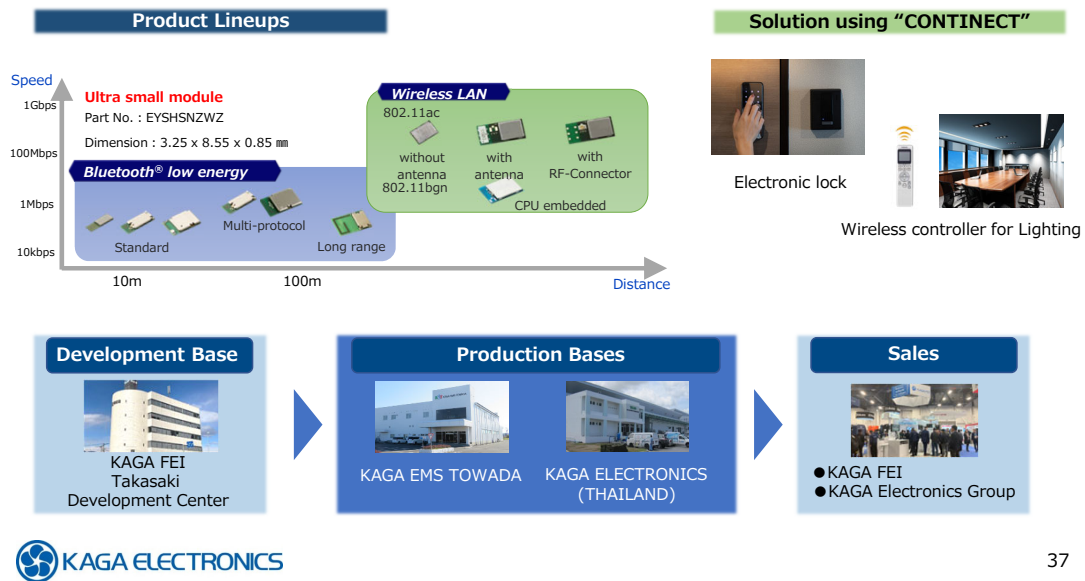 Product Lineups
Solution using “CONTINECT”
Speed
1Gbps
100Mbps
1Mbps
10kbps
Ultra small module
Part No. : EYSHSNZWZ
Dimension : 3.25 x 8.55 x 0.85 ㎜
Bluetooth® low energy
Standard
Multi-protocol
Long range
Wireless LAN
802.11ac
without
antenna
with
antenna
with
RF-Connector
802.11bgn
CPU embedded
10m
100m
Distance
Electronic lock
Wireless controller for Lighting
Development Base
KAGA FEI
Takasaki
Development Center
Production Bases
KAGA EMS TOWADA
KAGA ELECTRONICS
(THAILAND)
Sales
●KAGA FEI
●KAGA Electronics Group
KAGA ELECTRONICS
37